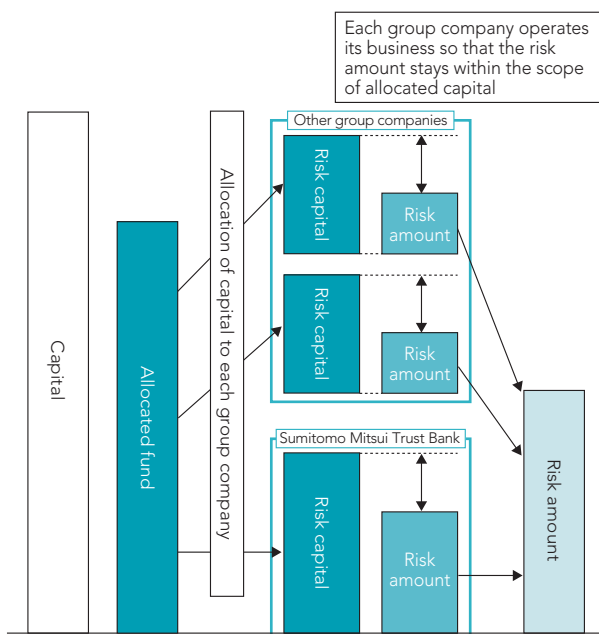 Each group company operates
its business so that the risk
amount stays within the scope
of allocated capital
Capital
Allocated fund
Allocation of capital to each group company
Other group companies
Risk capital
Risk
amount
Risk capital
Risk
amount
Sumitomo Mitsui Trust Bank
Risk capital
Risk
amount
Risk amount